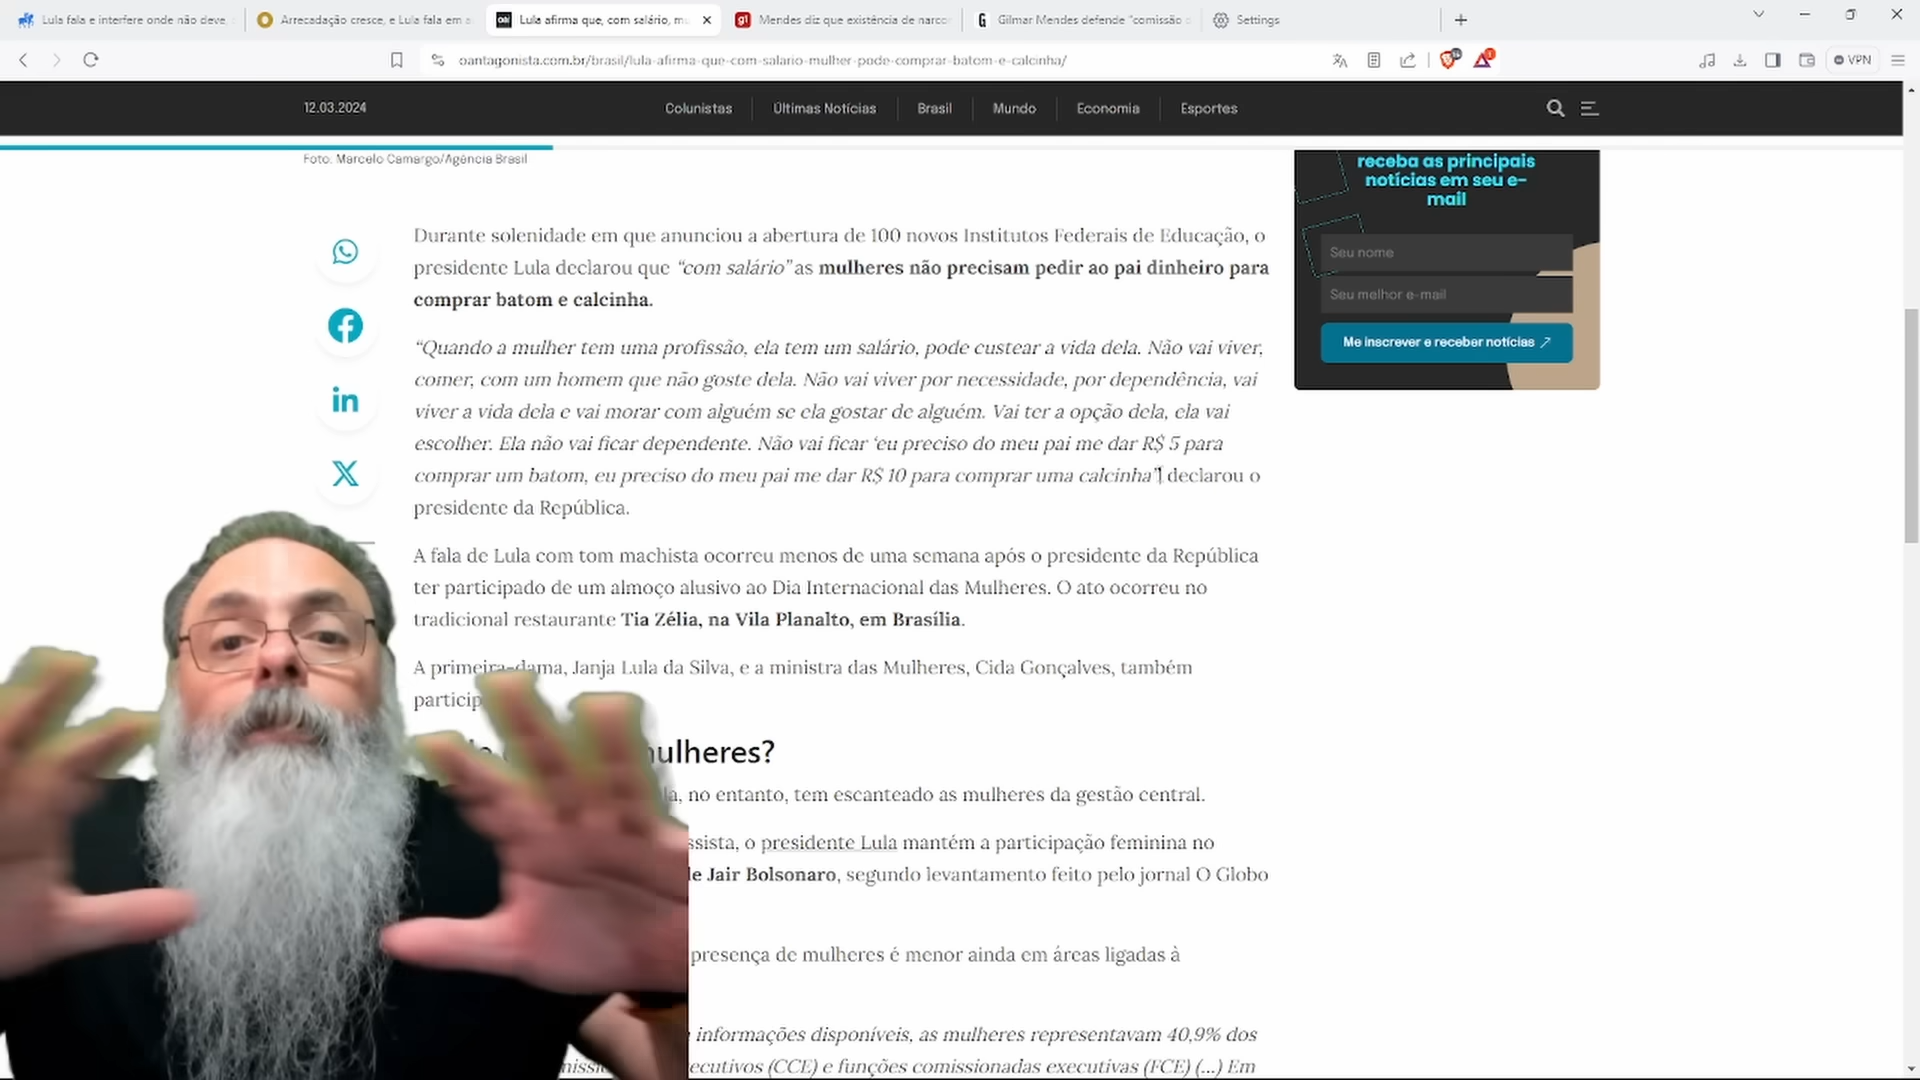 Lula fala e interfere onde não deve,
Arrecadação cresce, e Lula fala em a
Lula afirma que, com salário, mu
Mendes diz que existência de narco
Gilmar Mendes defende "comissão
Settings
oantagonista.com.br/brasil/lula-afirma-que-com-salario-mulher-pode-comprar-batom-e-calcinha/
VPN
12.03.2024
Colunistas
Últimas Notícias
Brasil
Mundo
Economia
Esportes
Foto: Marcelo Camargo/Agência Brasil
receba as principais
notícias em seu e-
mail
Seu nome
Seu melhor e-mail
Me inscrever e receber notícias ↗
Durante solenidade em que anunciou a abertura de 100 novos Institutos Federais de Educação, o
presidente Lula declarou que “com salário” as mulheres não precisam pedir ao pai dinheiro para
comprar batom e calcinha.
“Quando a mulher tem uma profissão, ela tem um salário, pode custear a vida dela. Não vai viver,
comer, com um homem que não goste dela. Não vai viver por necessidade, por dependência, vai
viver a vida dela e vai morar com alguém se ela gostar de alguém. Vai ter a opção dela, ela vai
escolher. Ela não vai ficar dependente. Não vai ficar ‘eu preciso do meu pai me dar R$ 5 para
comprar um batom, eu preciso do meu pai me dar R$ 10 para comprar uma calcinha’” declarou o
presidente da República.
A fala de Lula com tom machista ocorreu menos de uma semana após o presidente da República
ter participado de um almoço alusivo ao Dia Internacional das Mulheres. O ato ocorreu no
tradicional restaurante Tia Zélia, na Vila Planalto, em Brasília.
A primeira-dama, Janja Lula da Silva, e a ministra das Mulheres, Cida Gonçalves, também
particip
mulheres?
la, no entanto, tem escanteado as mulheres da gestão central.
ssista, o presidente Lula mantém a participação feminina no
de Jair Bolsonaro, segundo levantamento feito pelo jornal O Globo
presença de mulheres é menor ainda em áreas ligadas à
informações disponíveis, as mulheres representavam 40,9% dos
ecutivos (CCE) e funções comissionadas executivas (FCE) (...) Em